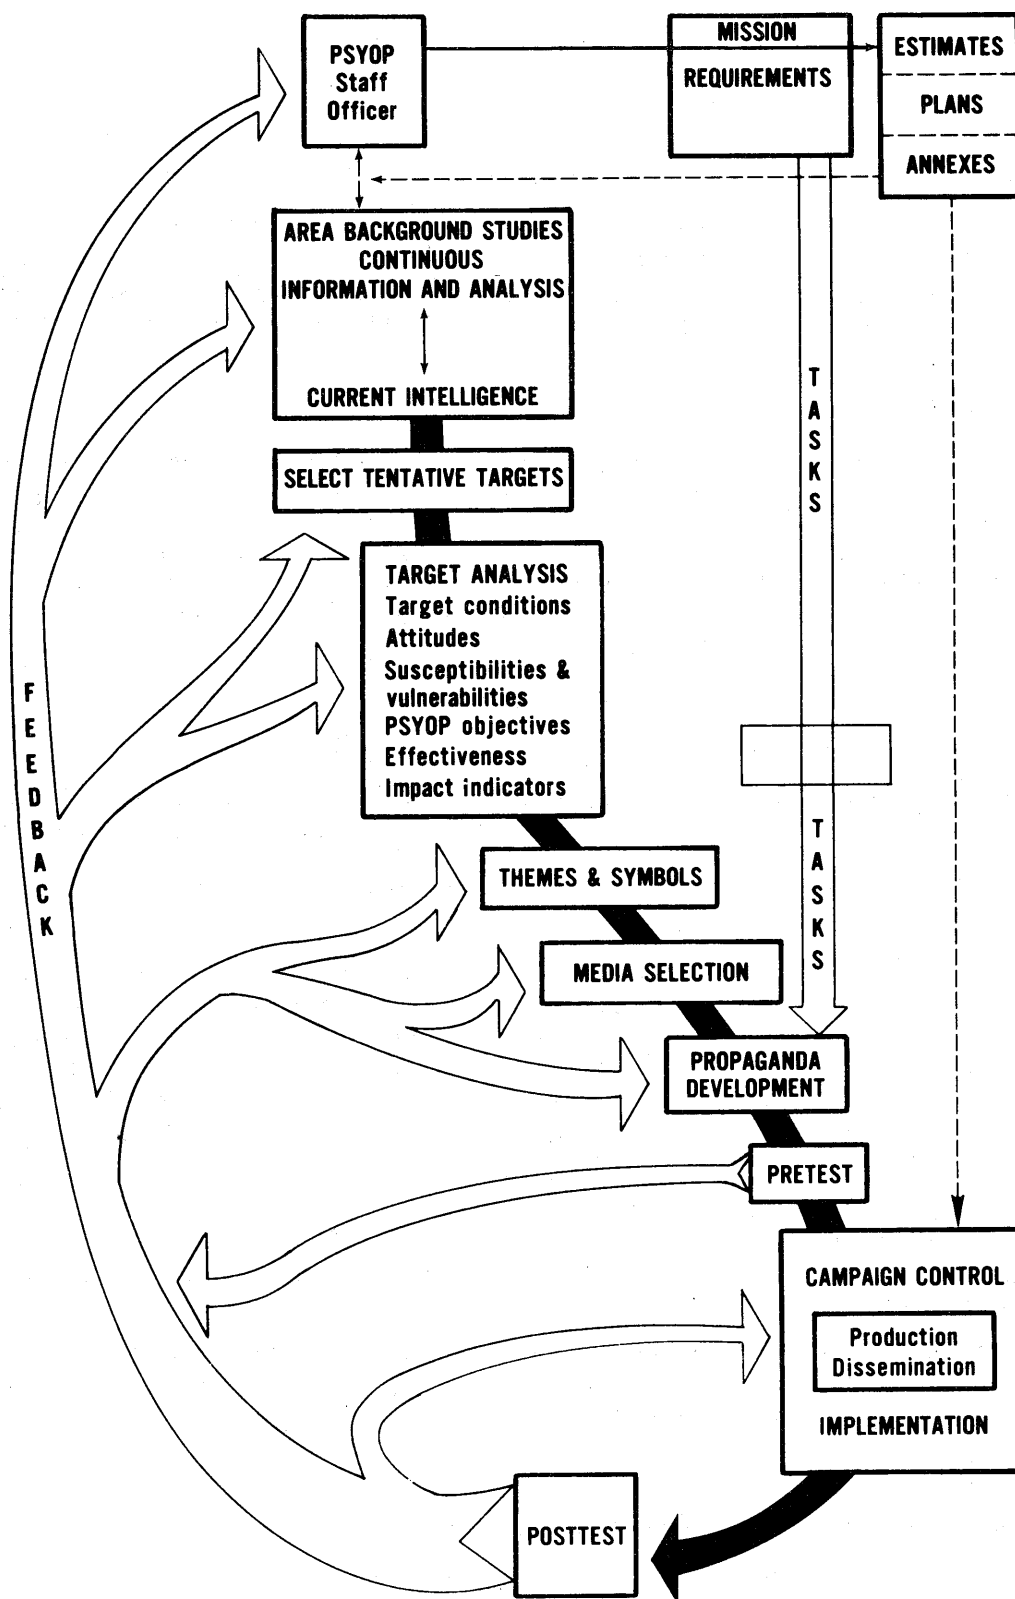 PSYOP
Staff
Officer
MISSION
REQUIREMENTS
ESTIMATES
PLANS
ANNEXES
AREA BACKGROUND STUDIES
CONTINUOUS
INFORMATION AND ANALYSIS
CURRENT INTELLIGENCE
SELECT TENTATIVE TARGETS
TASKS
TARGET ANALYSIS
Target conditions
Attitudes
Susceptibilities &
vulnerabilities
PSYOP objectives
Effectiveness
Impact indicators
FEEDBACK
THEMES & SYMBOLS
TASKS
MEDIA SELECTION
PROPAGANDA
DEVELOPMENT
PRETEST
CAMPAIGN CONTROL
Production
Dissemination
IMPLEMENTATION
POSTTEST